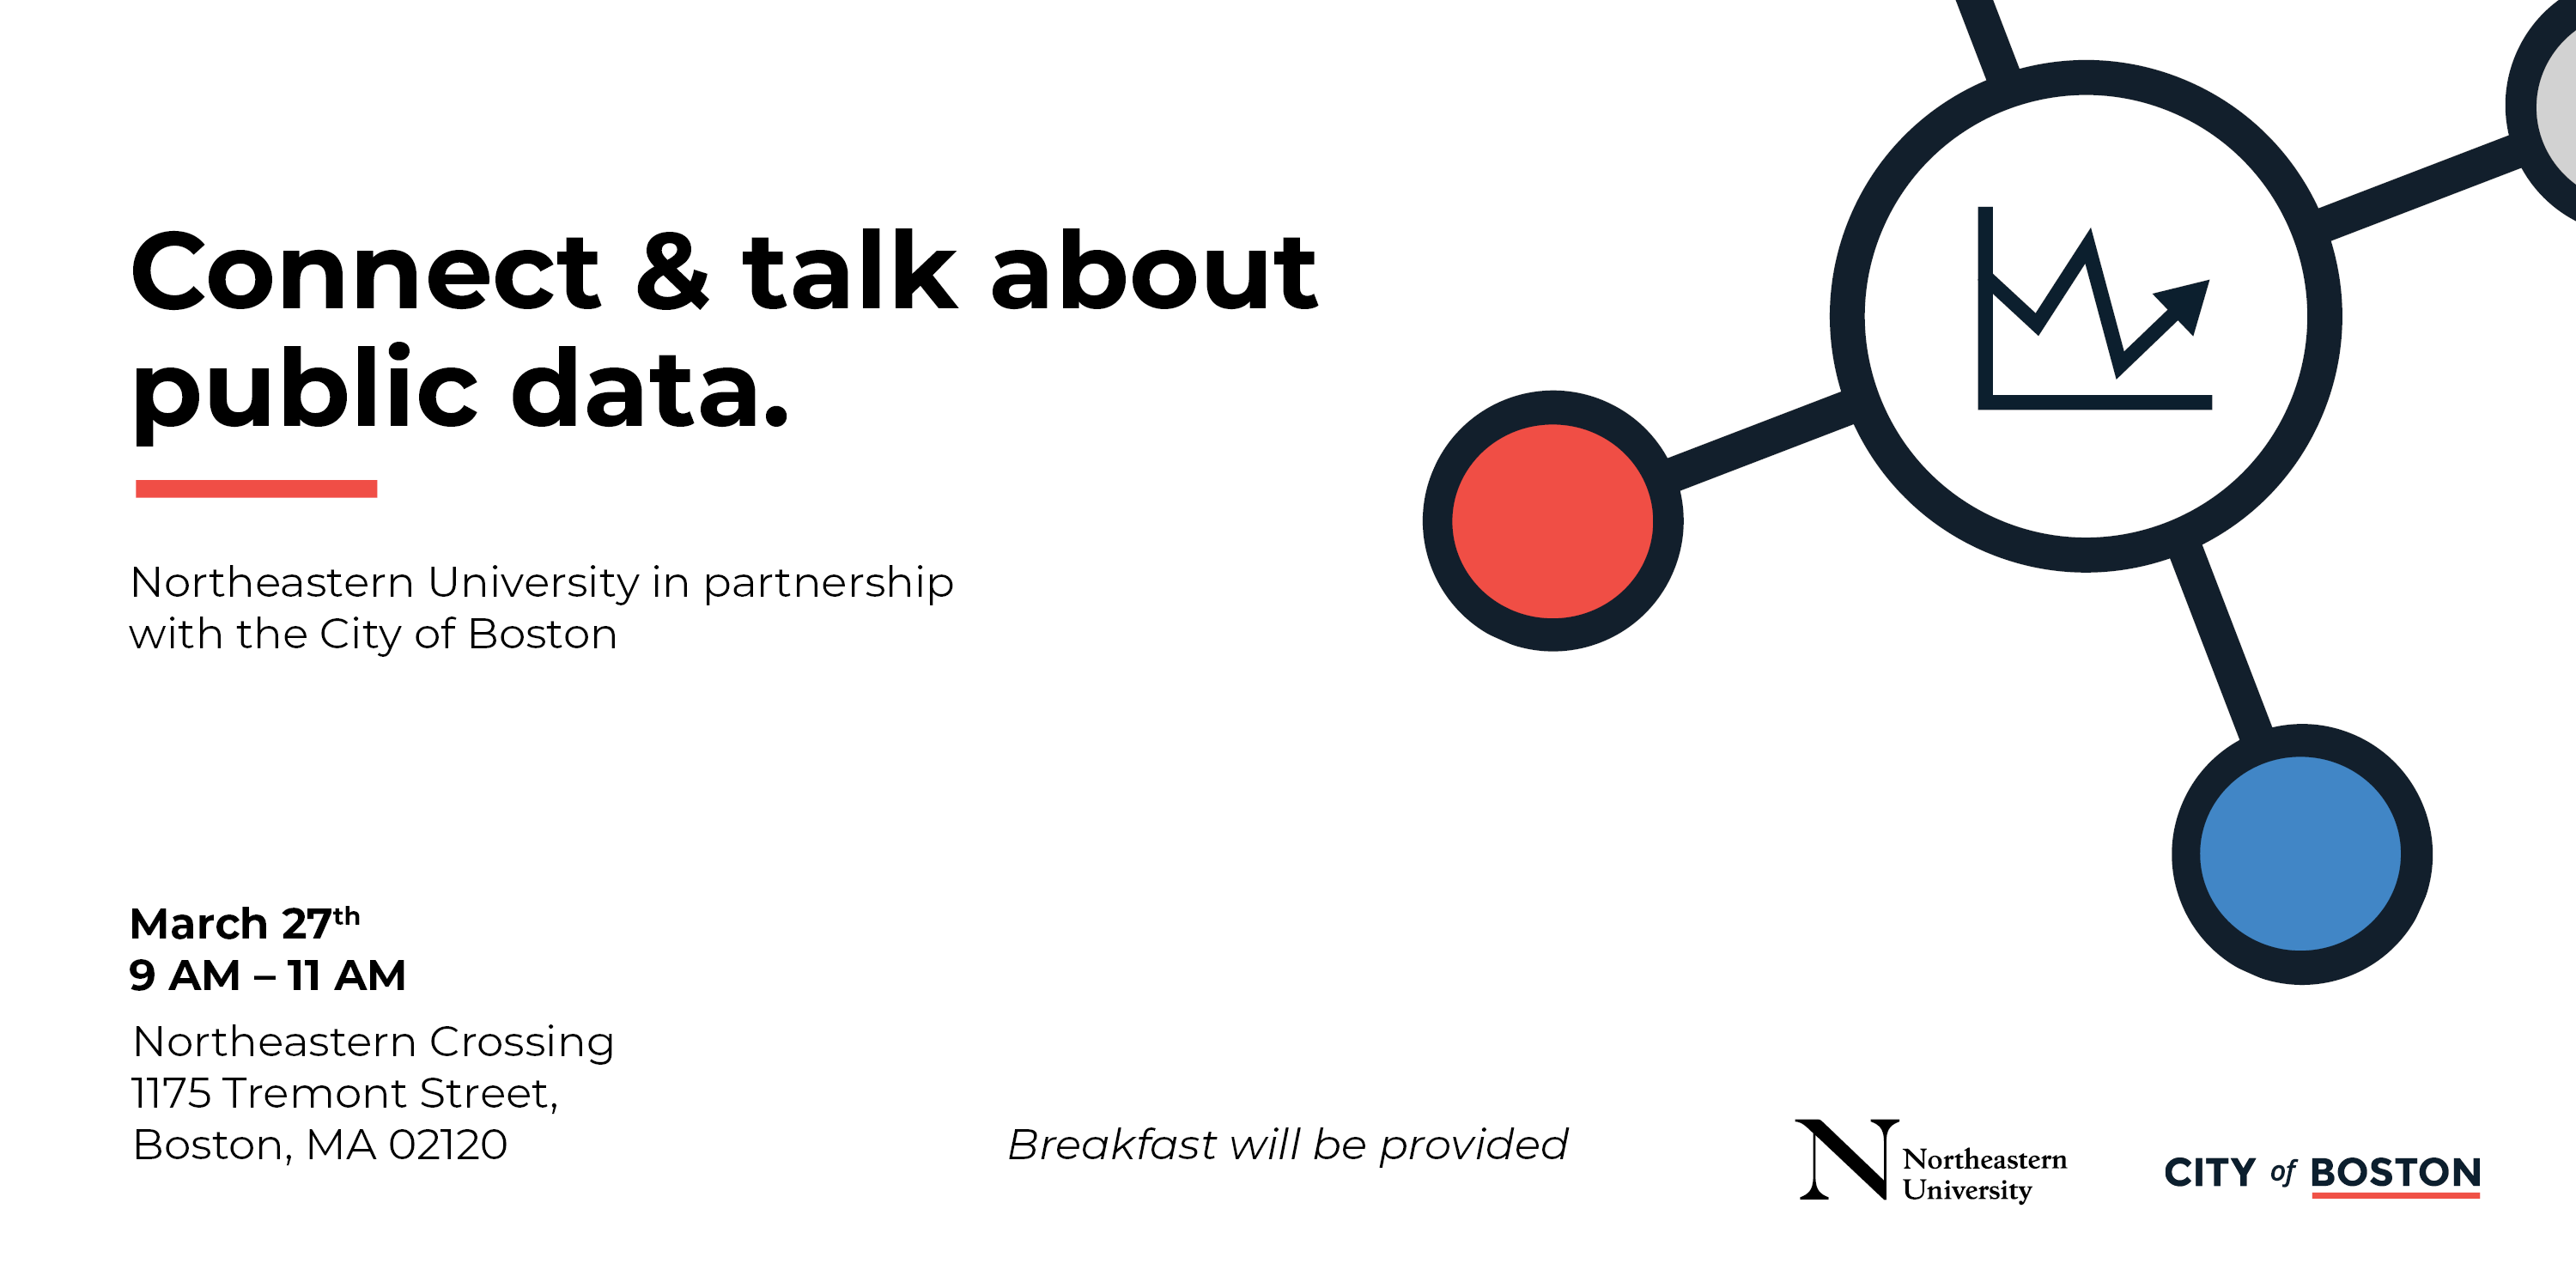 Connect & talk about
public data.
Northeastern University in partnership
with the City of Boston
March 27th
9 AM – 11 AM
Northeastern Crossing
1175 Tremont Street,
Boston, MA 02120
Breakfast will be provided
N Northeastern
University
CITY of BOSTON